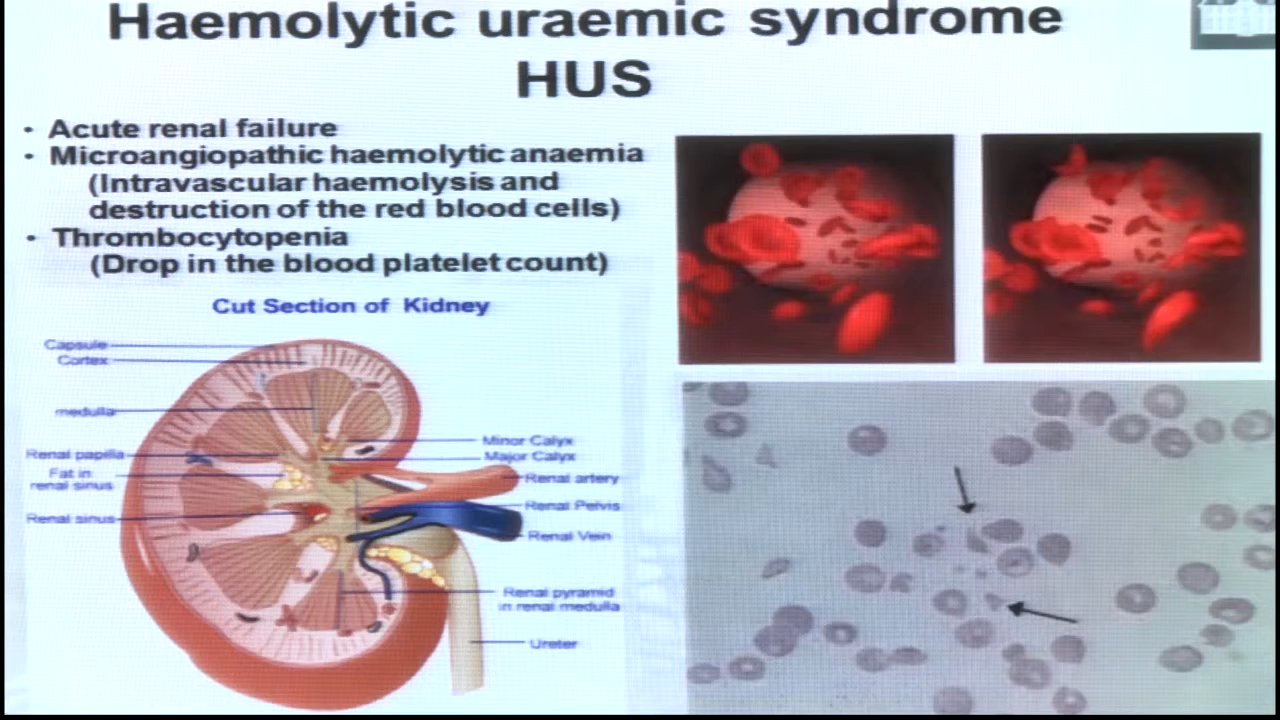 Haemolytic uraemic syndrome
HUS
• Acute renal failure
• Microangiopathic haemolytic anaemia
(Intravascular haemolysis and
destruction of the red blood cells)
• Thrombocytopenia
(Drop in the blood platelet count)
Cut Section of Kidney
Capsule
Cortex
medulla
Renal papilla
Fat in
renal sinus
Renal sinus
Minor Calyx
Major Calyx
Renal artery
Renal Pelvis
Renal Vein
Renal pyramid
in renal medulla
Ureter